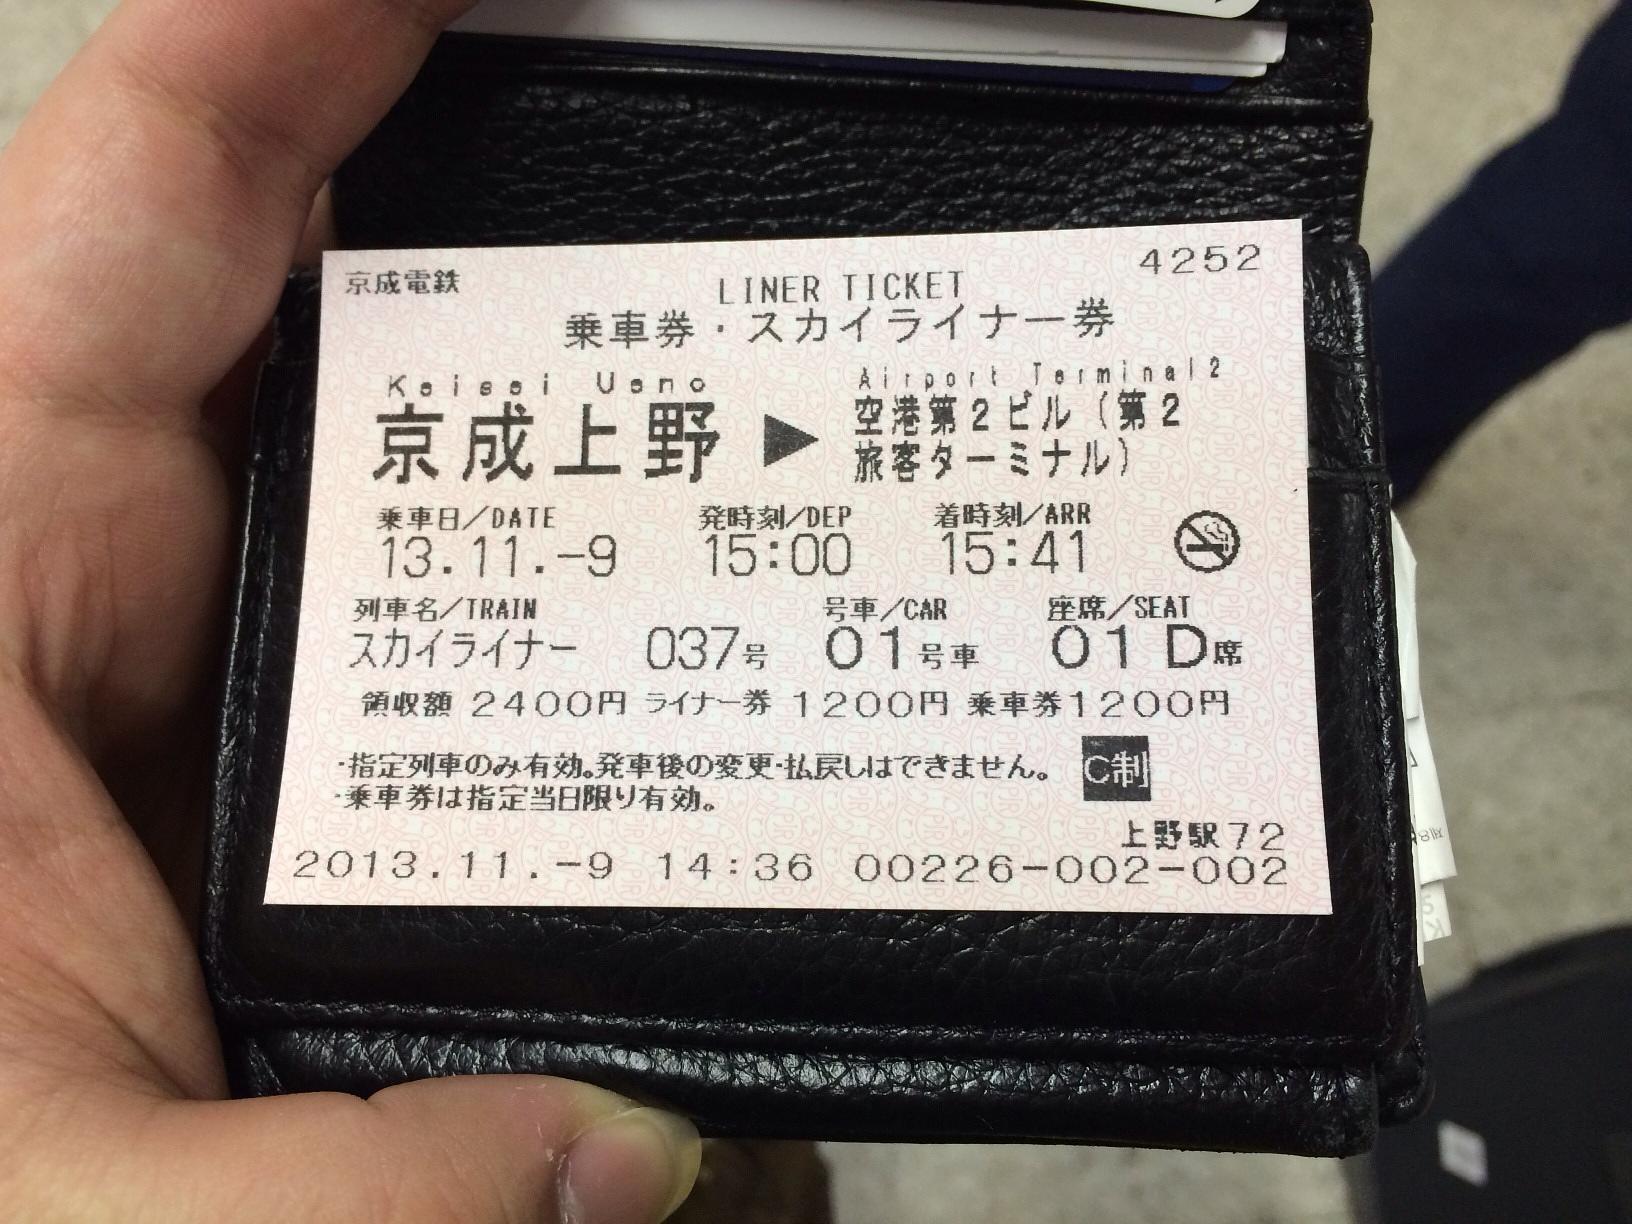 4252
京成電鉄
LINER TICKET
乗車券・スカイライナー券
Keisei Ueno
Airport Terminal2
京成上野 ▶ 空港第2ビル(第2
旅客ターミナル)
乗車日/DATE 発時刻/DEP 着時刻/ARR
13.11.-9 15:00 15:41
列車名/TRAIN 号車/CAR 座席/SEAT
スカイライナー 037号 01号車 01D席
領収額 2400円 ライナー券 1200円 乗車券1200円
・指定列車のみ有効。発車後の変更・払戻しはできません。 C制
・乗車券は指定当日限り有効。
上野駅72
2013.11.-9 14:36 00226-002-002